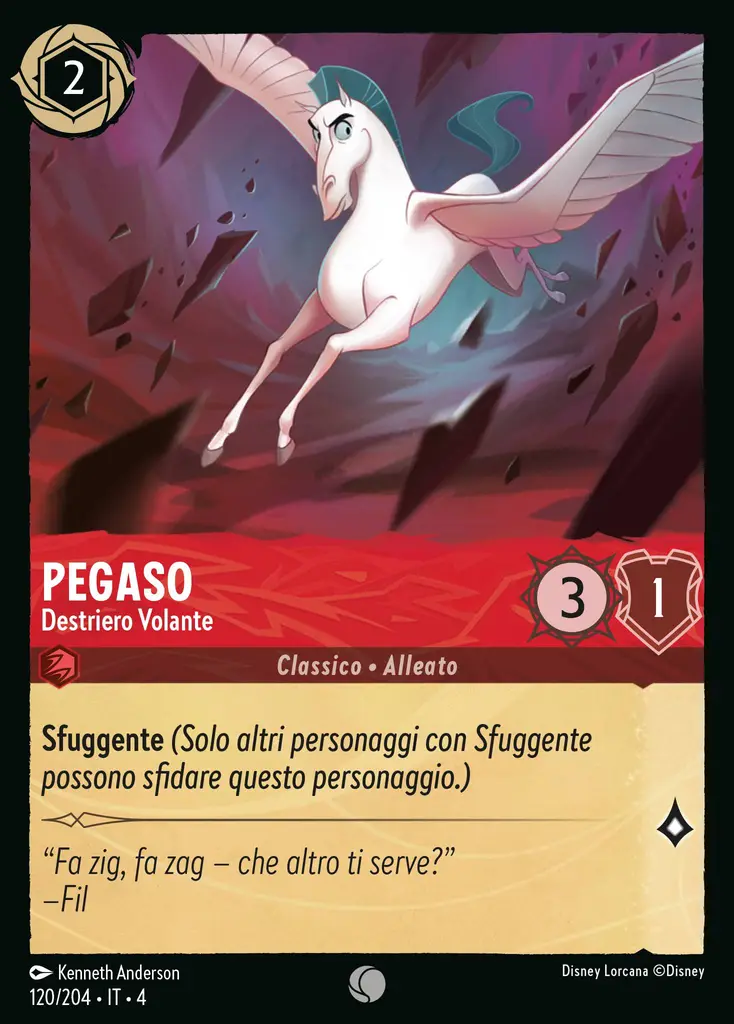 2
PEGASO
Destriero Volante
3
1
Classico • Alleato
Sfuggente (Solo altri personaggi con Sfuggente
possono sfidare questo personaggio.)
“Fa zig, fa zag – che altro ti serve?”
–Fil
Kenneth Anderson
Disney Lorcana ©Disney
120/204 • IT • 4